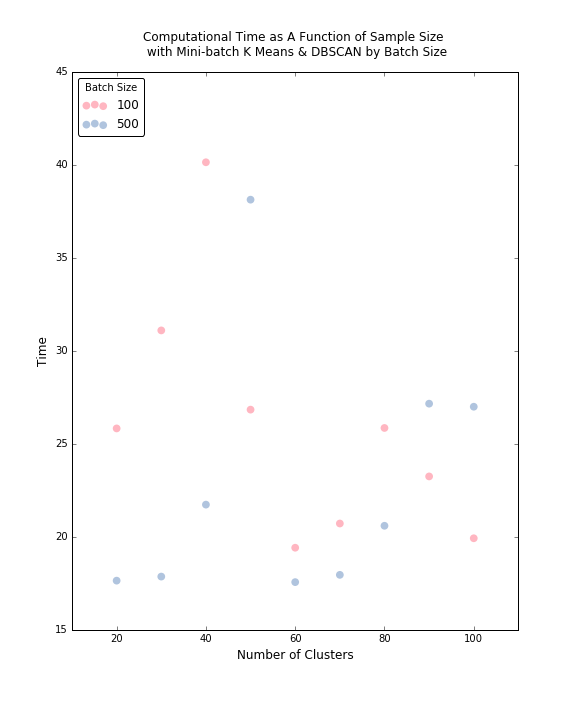 Computational Time as A Function of Sample Size
with Mini-batch K Means & DBSCAN by Batch Size
45
Batch Size
100
500
40
35
30
Time
25
20
15
20 40 60 80 100
Number of Clusters